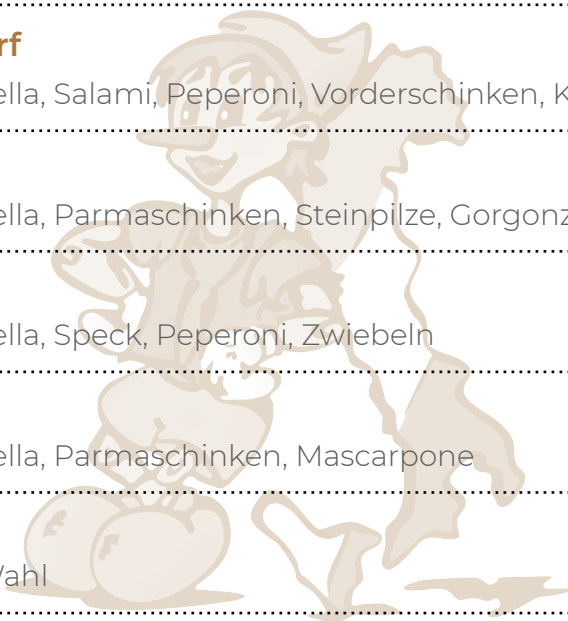 rf
ella, Salami, Peperoni, Vorderschinken, K
ella, Parmaschinken, Steinpilze, Gorgonz
ella, Speck, Peperoni, Zwiebeln
ella, Parmaschinken, Mascarpone
Wahl